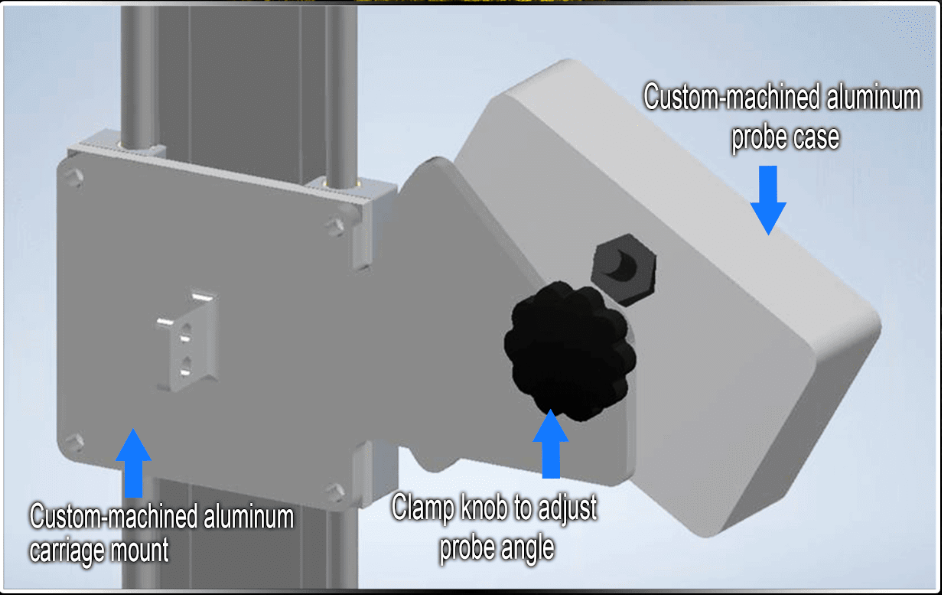 Custom-machined aluminum
probe case
Custom-machined aluminum
carriage mount
Clamp knob to adjust
probe angle